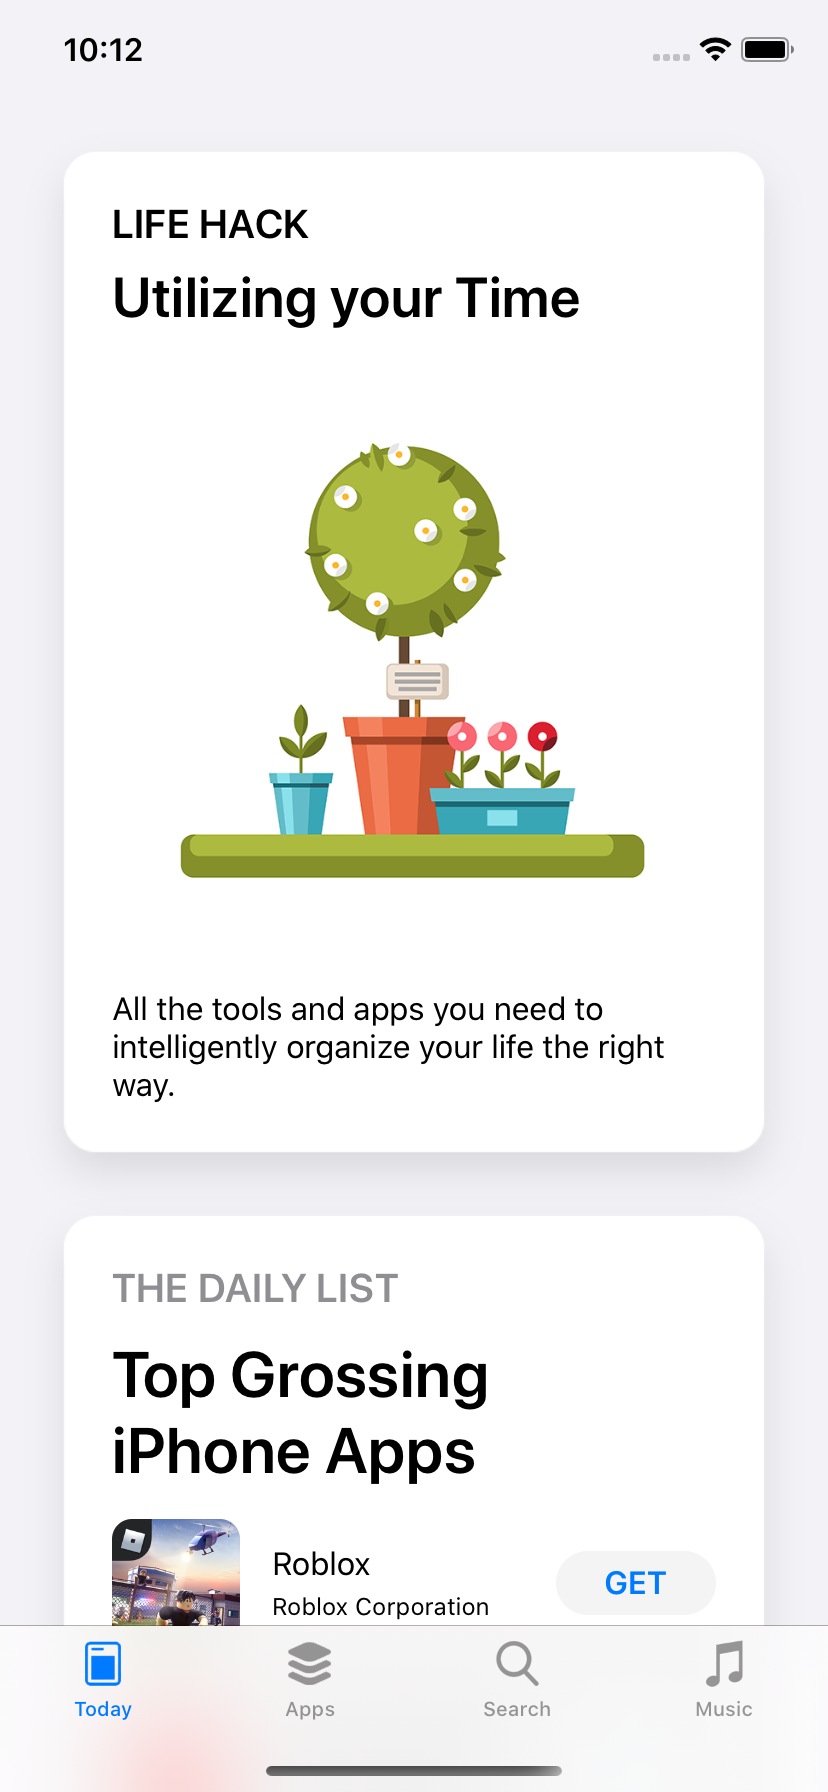 10:12
LIFE HACK
Utilizing your Time
All the tools and apps you need to
intelligently organize your life the right
way.
THE DAILY LIST
Top Grossing
iPhone Apps
Roblox
GET
Roblox Corporation
Today
Apps
Search
Music